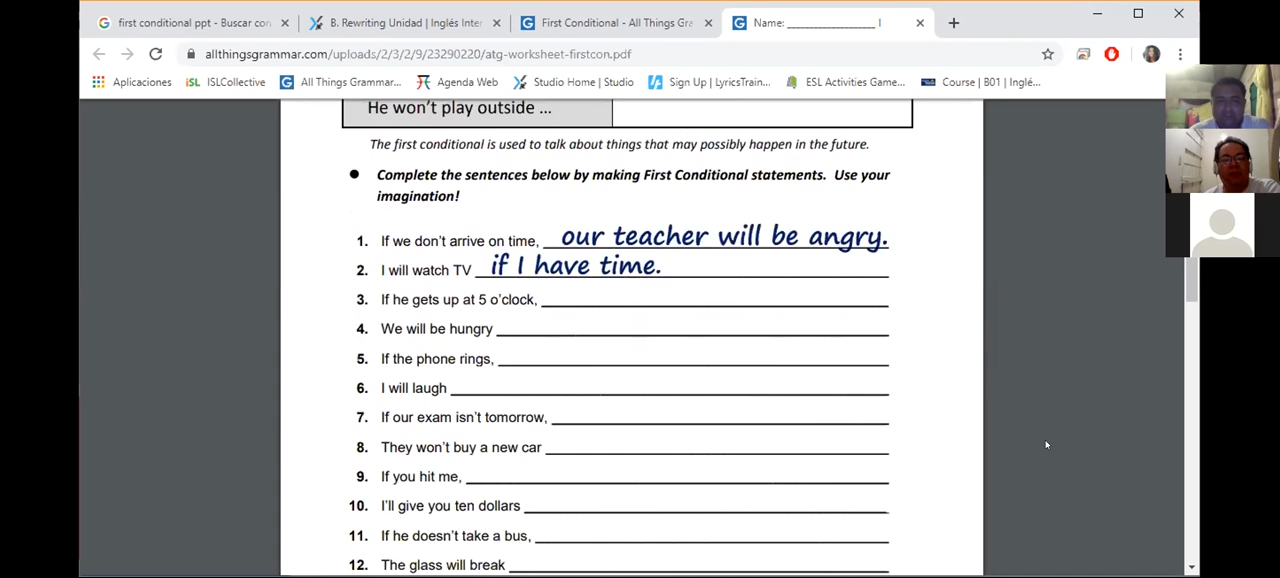 first conditional ppt - Buscar con
B. Rewriting Unidad | Inglés Inter
First Conditional - All Things Gra
Name: ____________________ I
allthingsgrammar.com/uploads/2/3/2/9/23290220/atg-worksheet-firstcon.pdf
Aplicaciones
iSL ISLCollective
All Things Grammar...
Agenda Web
Studio Home | Studio
Sign Up | LyricsTrain...
ESL Activities Game...
Course | B01 | Inglé...
He won't play outside ...
The first conditional is used to talk about things that may possibly happen in the future.
Complete the sentences below by making First Conditional statements. Use your
imagination!
1. If we don't arrive on time, our teacher will be angry.
2. I will watch TV if I have time.
3. If he gets up at 5 o'clock,
4. We will be hungry
5. If the phone rings,
6. I will laugh
7. If our exam isn't tomorrow,
8. They won't buy a new car
9. If you hit me,
10. I'll give you ten dollars
11. If he doesn't take a bus,
12. The glass will break